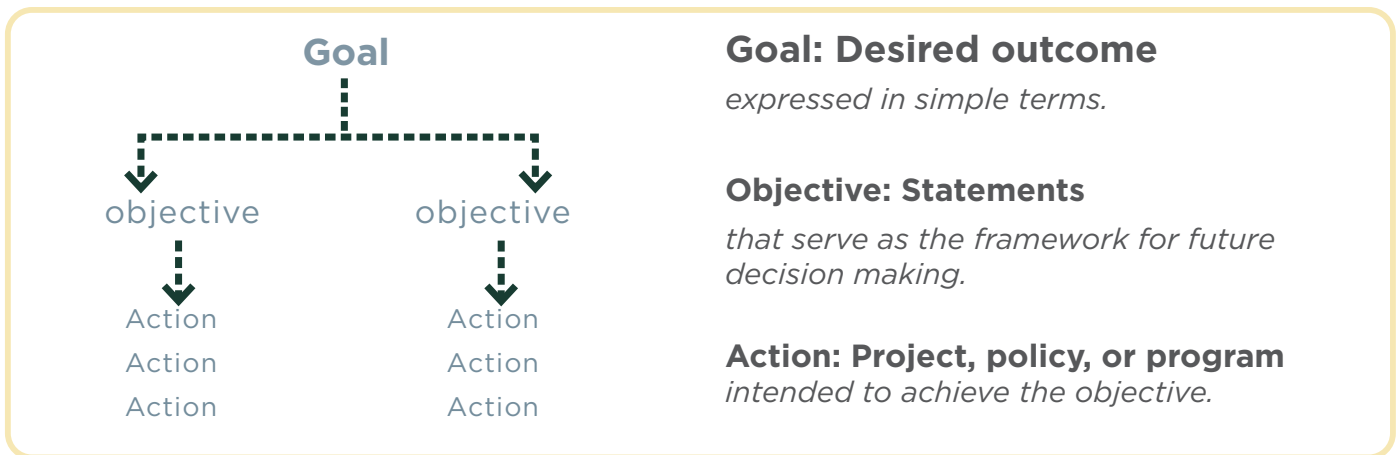 Goal
objective objective
Action Action
Action Action
Action Action
Goal: Desired outcome
expressed in simple terms.
Objective: Statements
that serve as the framework for future
decision making.
Action: Project, policy, or program
intended to achieve the objective.